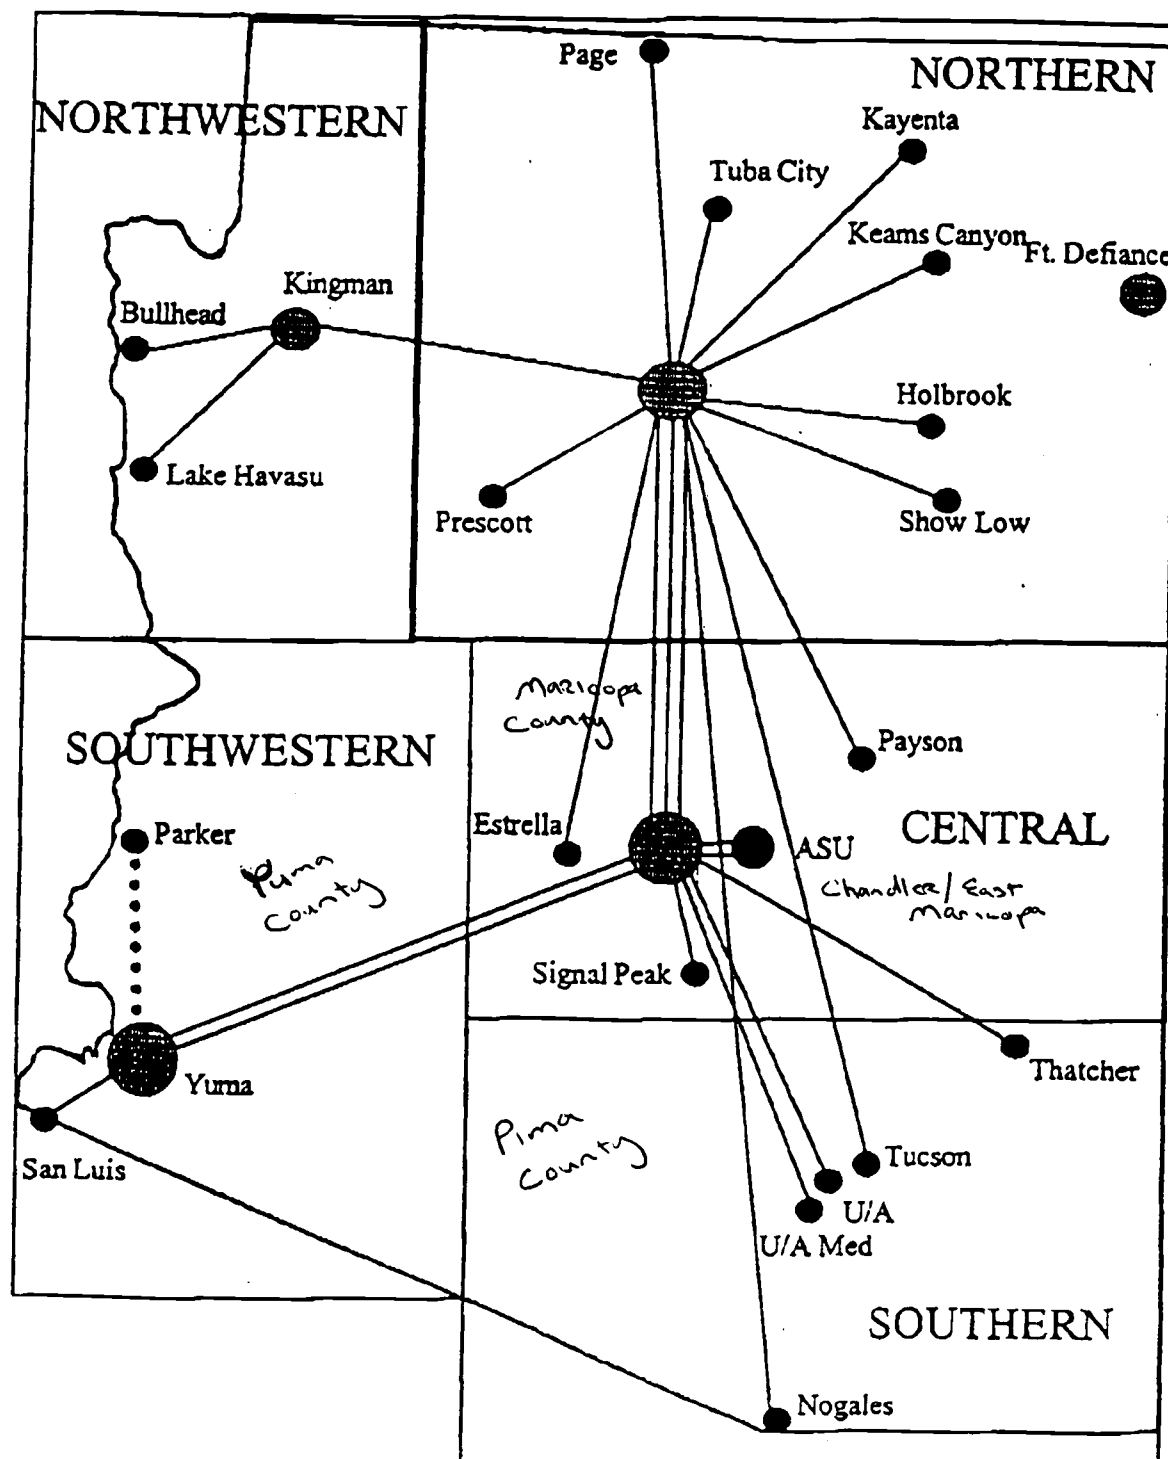 Page
NORTHERN
NORTHWESTERN
Kayenta
Tuba City
Keams Canyon
Ft. Defiance
Kingman
Bullhead
Holbrook
Lake Havasu
Prescott
Show Low
Maricopa
County
SOUTHWESTERN
Payson
Parker
Estrella
CENTRAL
ASU
Yuma
County
Chandler/East
Maricopa
Signal Peak
Thatcher
Yuma
Pima
County
San Luis
Tucson
U/A
U/A Med
SOUTHERN
Nogales